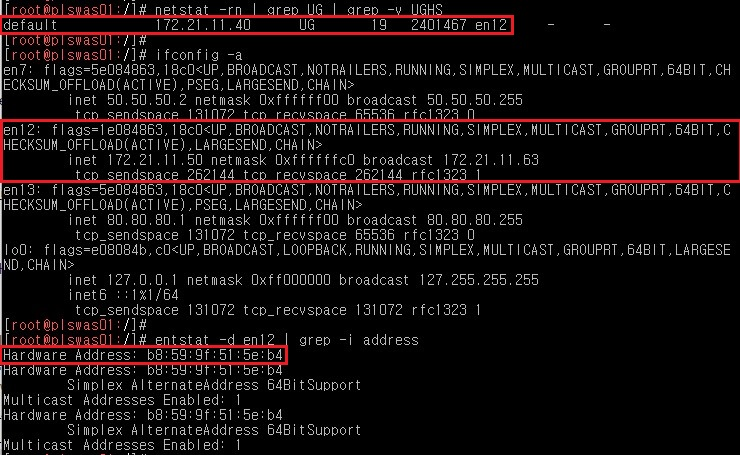 [root@plswas01:/]# netstat -rn | grep UG | grep -v UGHS
default 172.21.11.40 UG 19 2401467 en12 - -
[root@plswas01:/]#
[root@plswas01:/]# ifconfig -a
en7: flags=5e084863,18c0<UP,BROADCAST,NOTRAILERS,RUNNING,SIMPLEX,MULTICAST,GROUPRT,64BIT,CH
ECKSUM_OFFLOAD(ACTIVE),PSEG,LARGESEND,CHAIN>
inet 50.50.50.2 netmask 0xffffff00 broadcast 50.50.50.255
tcp_sendspace 131072 tcp_recvspace 65536 rfc1323 0
en12: flags=1e084863,18c0<UP,BROADCAST,NOTRAILERS,RUNNING,SIMPLEX,MULTICAST,GROUPRT,64BIT,C
HECKSUM_OFFLOAD(ACTIVE),LARGESEND,CHAIN>
inet 172.21.11.50 netmask 0xffffffc0 broadcast 172.21.11.63
tcp_sendspace 262144 tcp_recvspace 262144 rfc1323 1
en13: flags=5e084863,18c0<UP,BROADCAST,NOTRAILERS,RUNNING,SIMPLEX,MULTICAST,GROUPRT,64BIT,C
HECKSUM_OFFLOAD(ACTIVE),PSEG,LARGESEND,CHAIN>
inet 80.80.80.1 netmask 0xffffff00 broadcast 80.80.80.255
tcp_sendspace 131072 tcp_recvspace 65536 rfc1323 0
lo0: flags=e08084b,c0<UP,BROADCAST,LOOPBACK,RUNNING,SIMPLEX,MULTICAST,GROUPRT,64BIT,LARGESE
ND,CHAIN>
inet 127.0.0.1 netmask 0xff000000 broadcast 127.255.255.255
inet6 ::1%1/64
tcp_sendspace 131072 tcp_recvspace 131072 rfc1323 1
[root@plswas01:/]#
[root@plswas01:/]# entstat -d en12 | grep -i address
Hardware Address: b8:59:9f:51:5e:b4
Hardware Address: b8:59:9f:51:5e:b4
Simplex AlternateAddress 64BitSupport
Multicast Addresses Enabled: 1
Hardware Address: b8:59:9f:51:5e:b4
Simplex AlternateAddress 64BitSupport
Multicast Addresses Enabled: 1